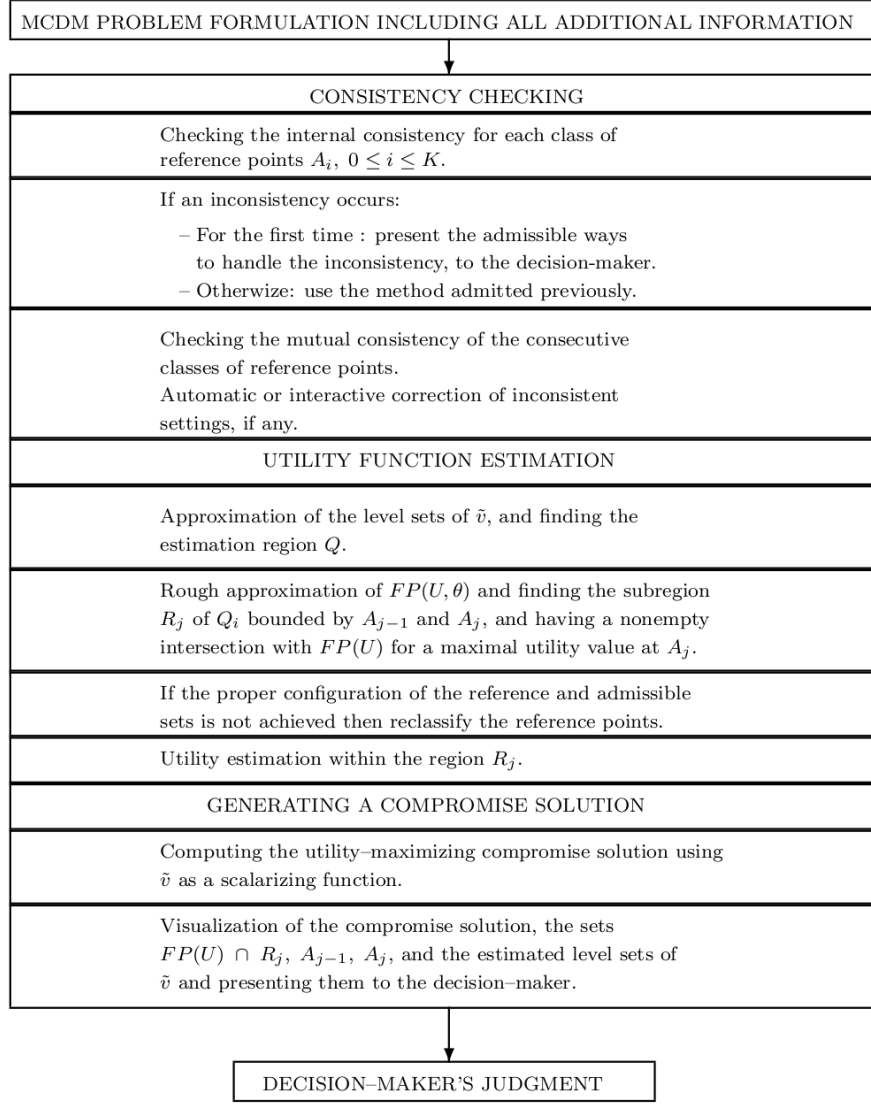 MCDM PROBLEM FORMULATION INCLUDING ALL ADDITIONAL INFORMATION
CONSISTENCY CHECKING
Checking the internal consistency for each class of
reference points A_i, 0 ≤ i ≤ K.
If an inconsistency occurs:
– For the first time : present the admissible ways
to handle the inconsistency, to the decision-maker.
– Otherwize: use the method admitted previously.
Checking the mutual consistency of the consecutive
classes of reference points.
Automatic or interactive correction of inconsistent
settings, if any.
UTILITY FUNCTION ESTIMATION
Approximation of the level sets of ṽ, and finding the
estimation region Q.
Rough approximation of FP(U, θ) and finding the subregion
R_j of Q_i bounded by A_{j−1} and A_j, and having a nonempty
intersection with FP(U) for a maximal utility value at A_j.
If the proper configuration of the reference and admissible
sets is not achieved then reclassify the reference points.
Utility estimation within the region R_j.
GENERATING A COMPROMISE SOLUTION
Computing the utility–maximizing compromise solution using
ṽ as a scalarizing function.
Visualization of the compromise solution, the sets
FP(U) ∩ R_j, A_{j−1}, A_j, and the estimated level sets of
ṽ and presenting them to the decision–maker.
DECISION–MAKER'S JUDGMENT